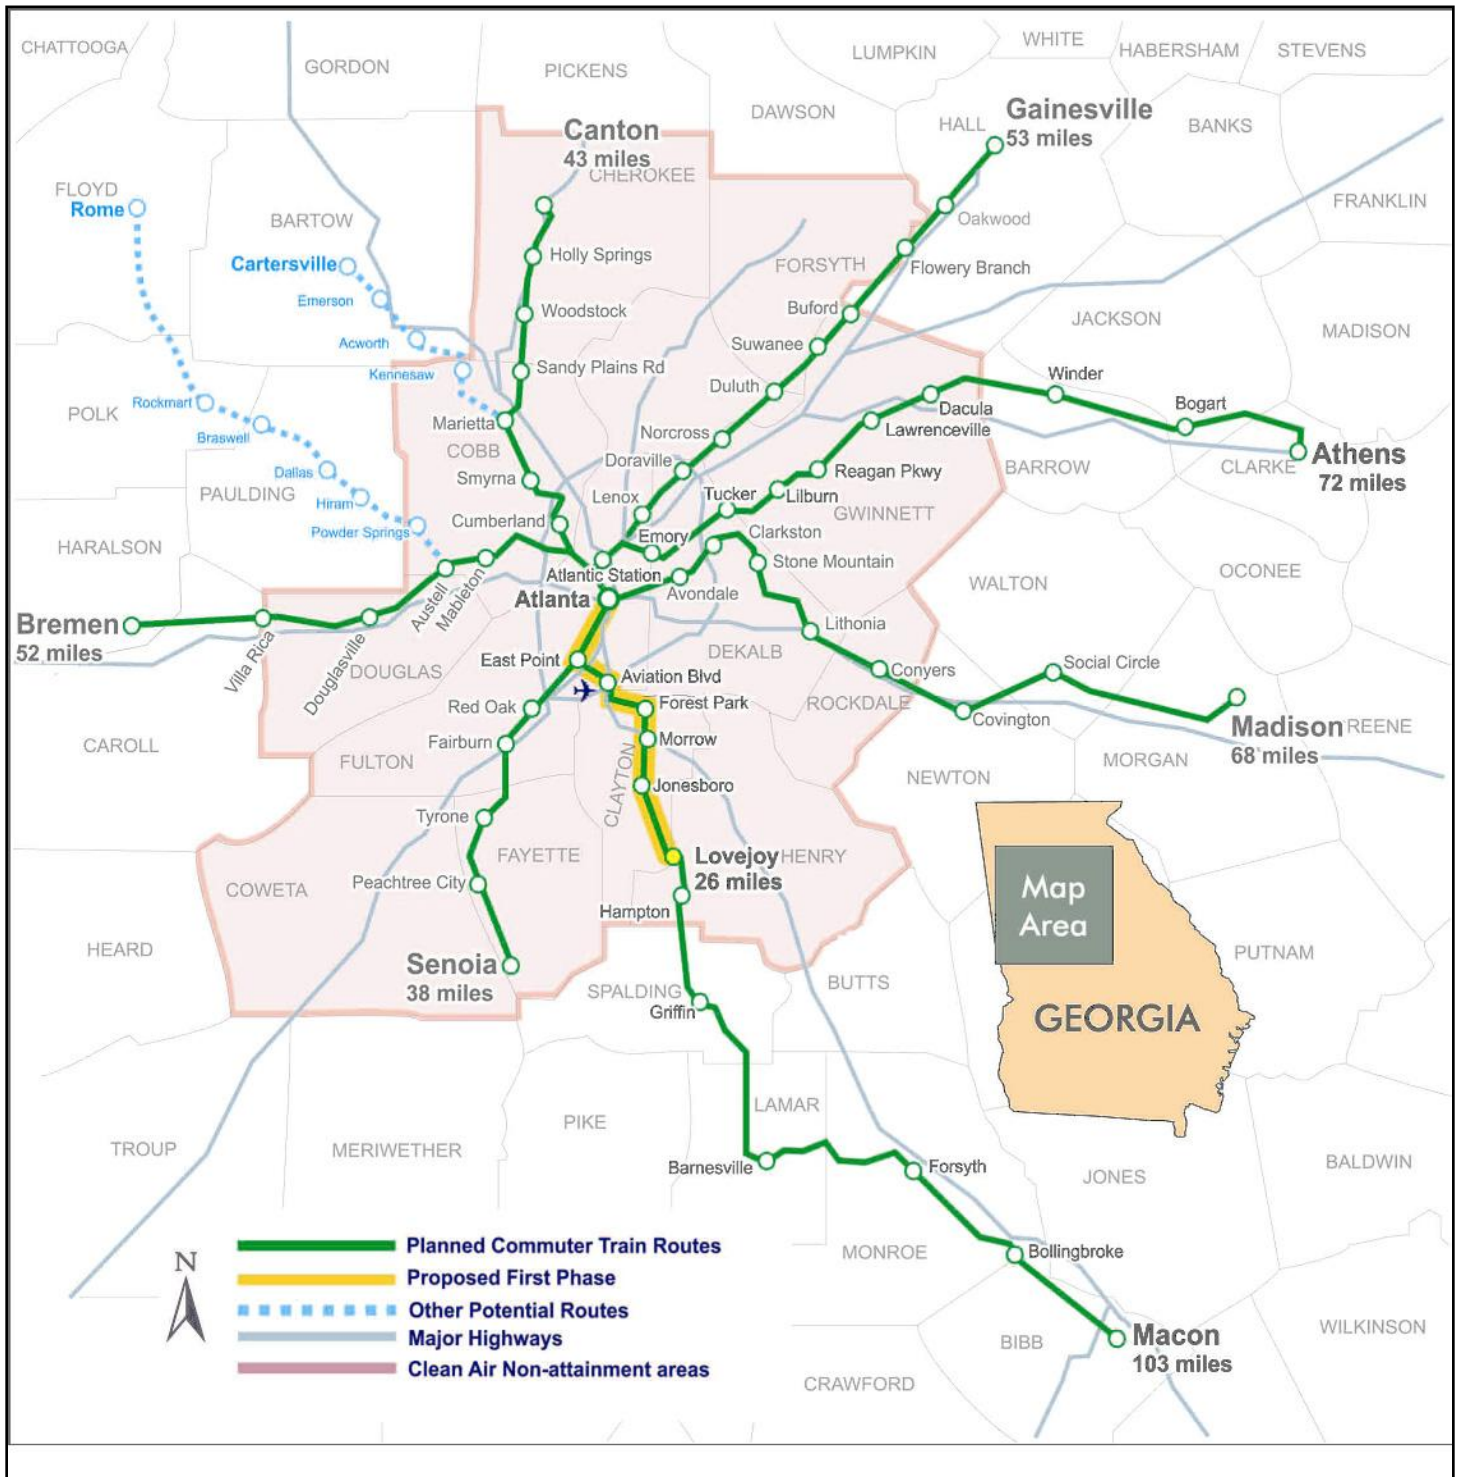 CHATTOOGA
GORDON
PICKENS
LUMPKIN
WHITE
HABERSHAM
STEVENS
DAWSON
HALL
Gainesville
53 miles
BANKS
Canton
43 miles
CHEROKEE
FLOYD
Rome
BARTOW
Oakwood
FRANKLIN
Cartersville
Holly Springs
FORSYTH
Flowery Branch
Emerson
Woodstock
Buford
JACKSON
MADISON
Acworth
Suwanee
Kennesaw
Sandy Plains Rd
Duluth
Winder
Rockmart
POLK
Marietta
Dacula
Bogart
Braswell
COBB
Norcross
Lawrenceville
Dallas
Smyrna
Doraville
Reagan Pkwy
BARROW
CLARKE
Athens
72 miles
PAULDING
Hiram
Lenox
Tucker
Lilburn
GWINNETT
Powder Springs
Cumberland
Emory
Clarkston
HARALSON
Atlantic Station
Stone Mountain
WALTON
OCONEE
Austell
Mableton
Atlanta
Avondale
Bremen
52 miles
Villa Rica
Douglasville
Lithonia
DOUGLAS
East Point
DEKALB
Aviation Blvd
Conyers
Social Circle
Red Oak
Forest Park
ROCKDALE
Covington
Madison
68 miles
REENE
CAROLL
Fairburn
Morrow
FULTON
CLAYTON
Jonesboro
NEWTON
MORGAN
Tyrone
FAYETTE
Lovejoy
26 miles
HENRY
COWETA
Peachtree City
Hampton
Map
Area
HEARD
Senoia
38 miles
SPALDING
Griffin
BUTTS
PUTNAM
GEORGIA
LAMAR
PIKE
TROUP
MERIWETHER
Barnesville
Forsyth
JONES
BALDWIN
MONROE
Bollingbroke
BIBB
Macon
103 miles
WILKINSON
CRAWFORD
N
Planned Commuter Train Routes
Proposed First Phase
Other Potential Routes
Major Highways
Clean Air Non-attainment areas